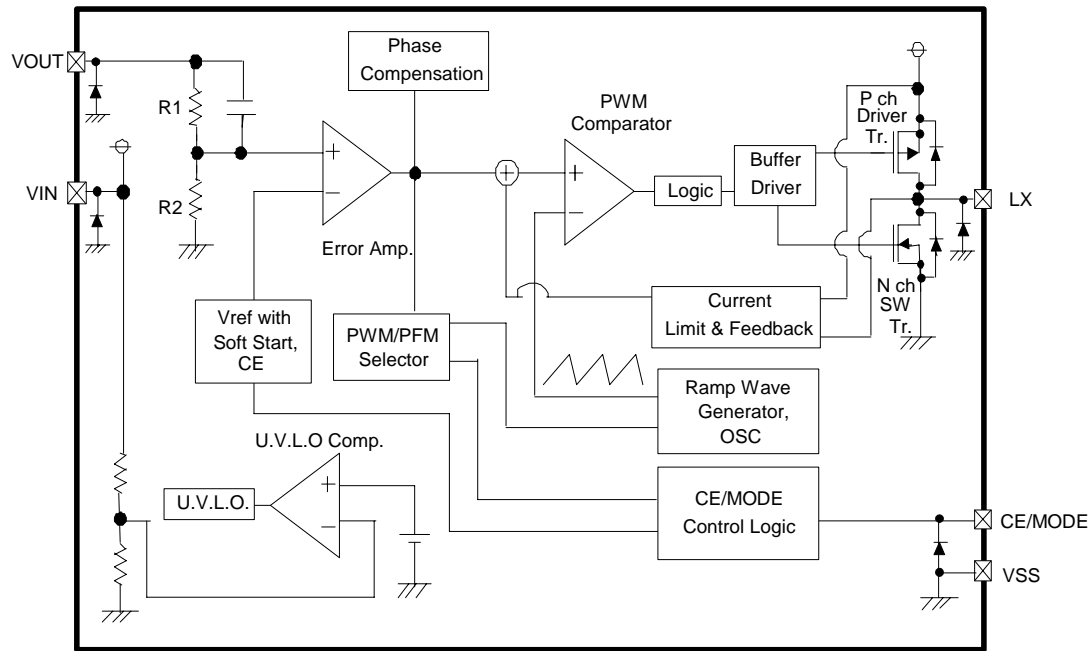 VOUT
VIN
R1
R2
Phase
Compensation
+
−
Error Amp.
PWM
Comparator
+
+
−
Logic
Buffer
Driver
P ch
Driver
Tr.
LX
N ch
SW
Tr.
Current
Limit & Feedback
Vref with
Soft Start,
CE
PWM/PFM
Selector
Ramp Wave
Generator,
OSC
U.V.L.O Comp.
U.V.L.O.
+
−
CE/MODE
Control Logic
CE/MODE
VSS